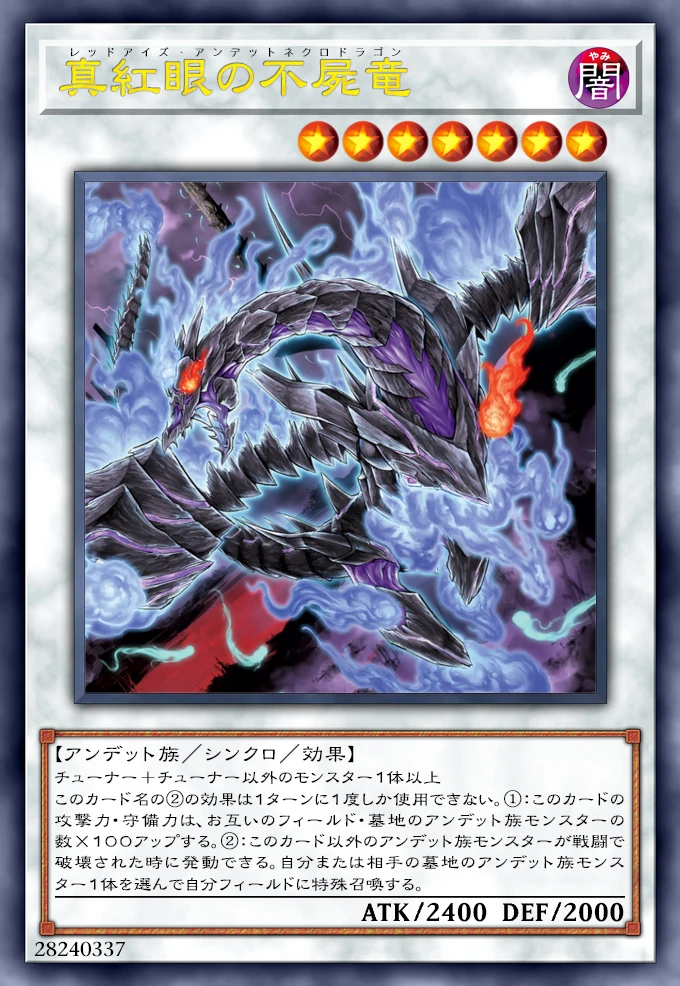 レッドアイズ・アンデットネクロドラゴン
真紅眼の不屍竜
やみ
闇
【アンデット族／シンクロ／効果】
チューナー＋チューナー以外のモンスター１体以上
このカード名の②の効果は１ターンに１度しか使用できない。①：このカードの
攻撃力・守備力は、お互いのフィールド・墓地のアンデット族モンスターの
数×１００アップする。②：このカード以外のアンデット族モンスターが戦闘で
破壊された時に発動できる。自分または相手の墓地のアンデット族モンス
ター１体を選んで自分フィールドに特殊召喚する。
ATK/2400 DEF/2000
28240337